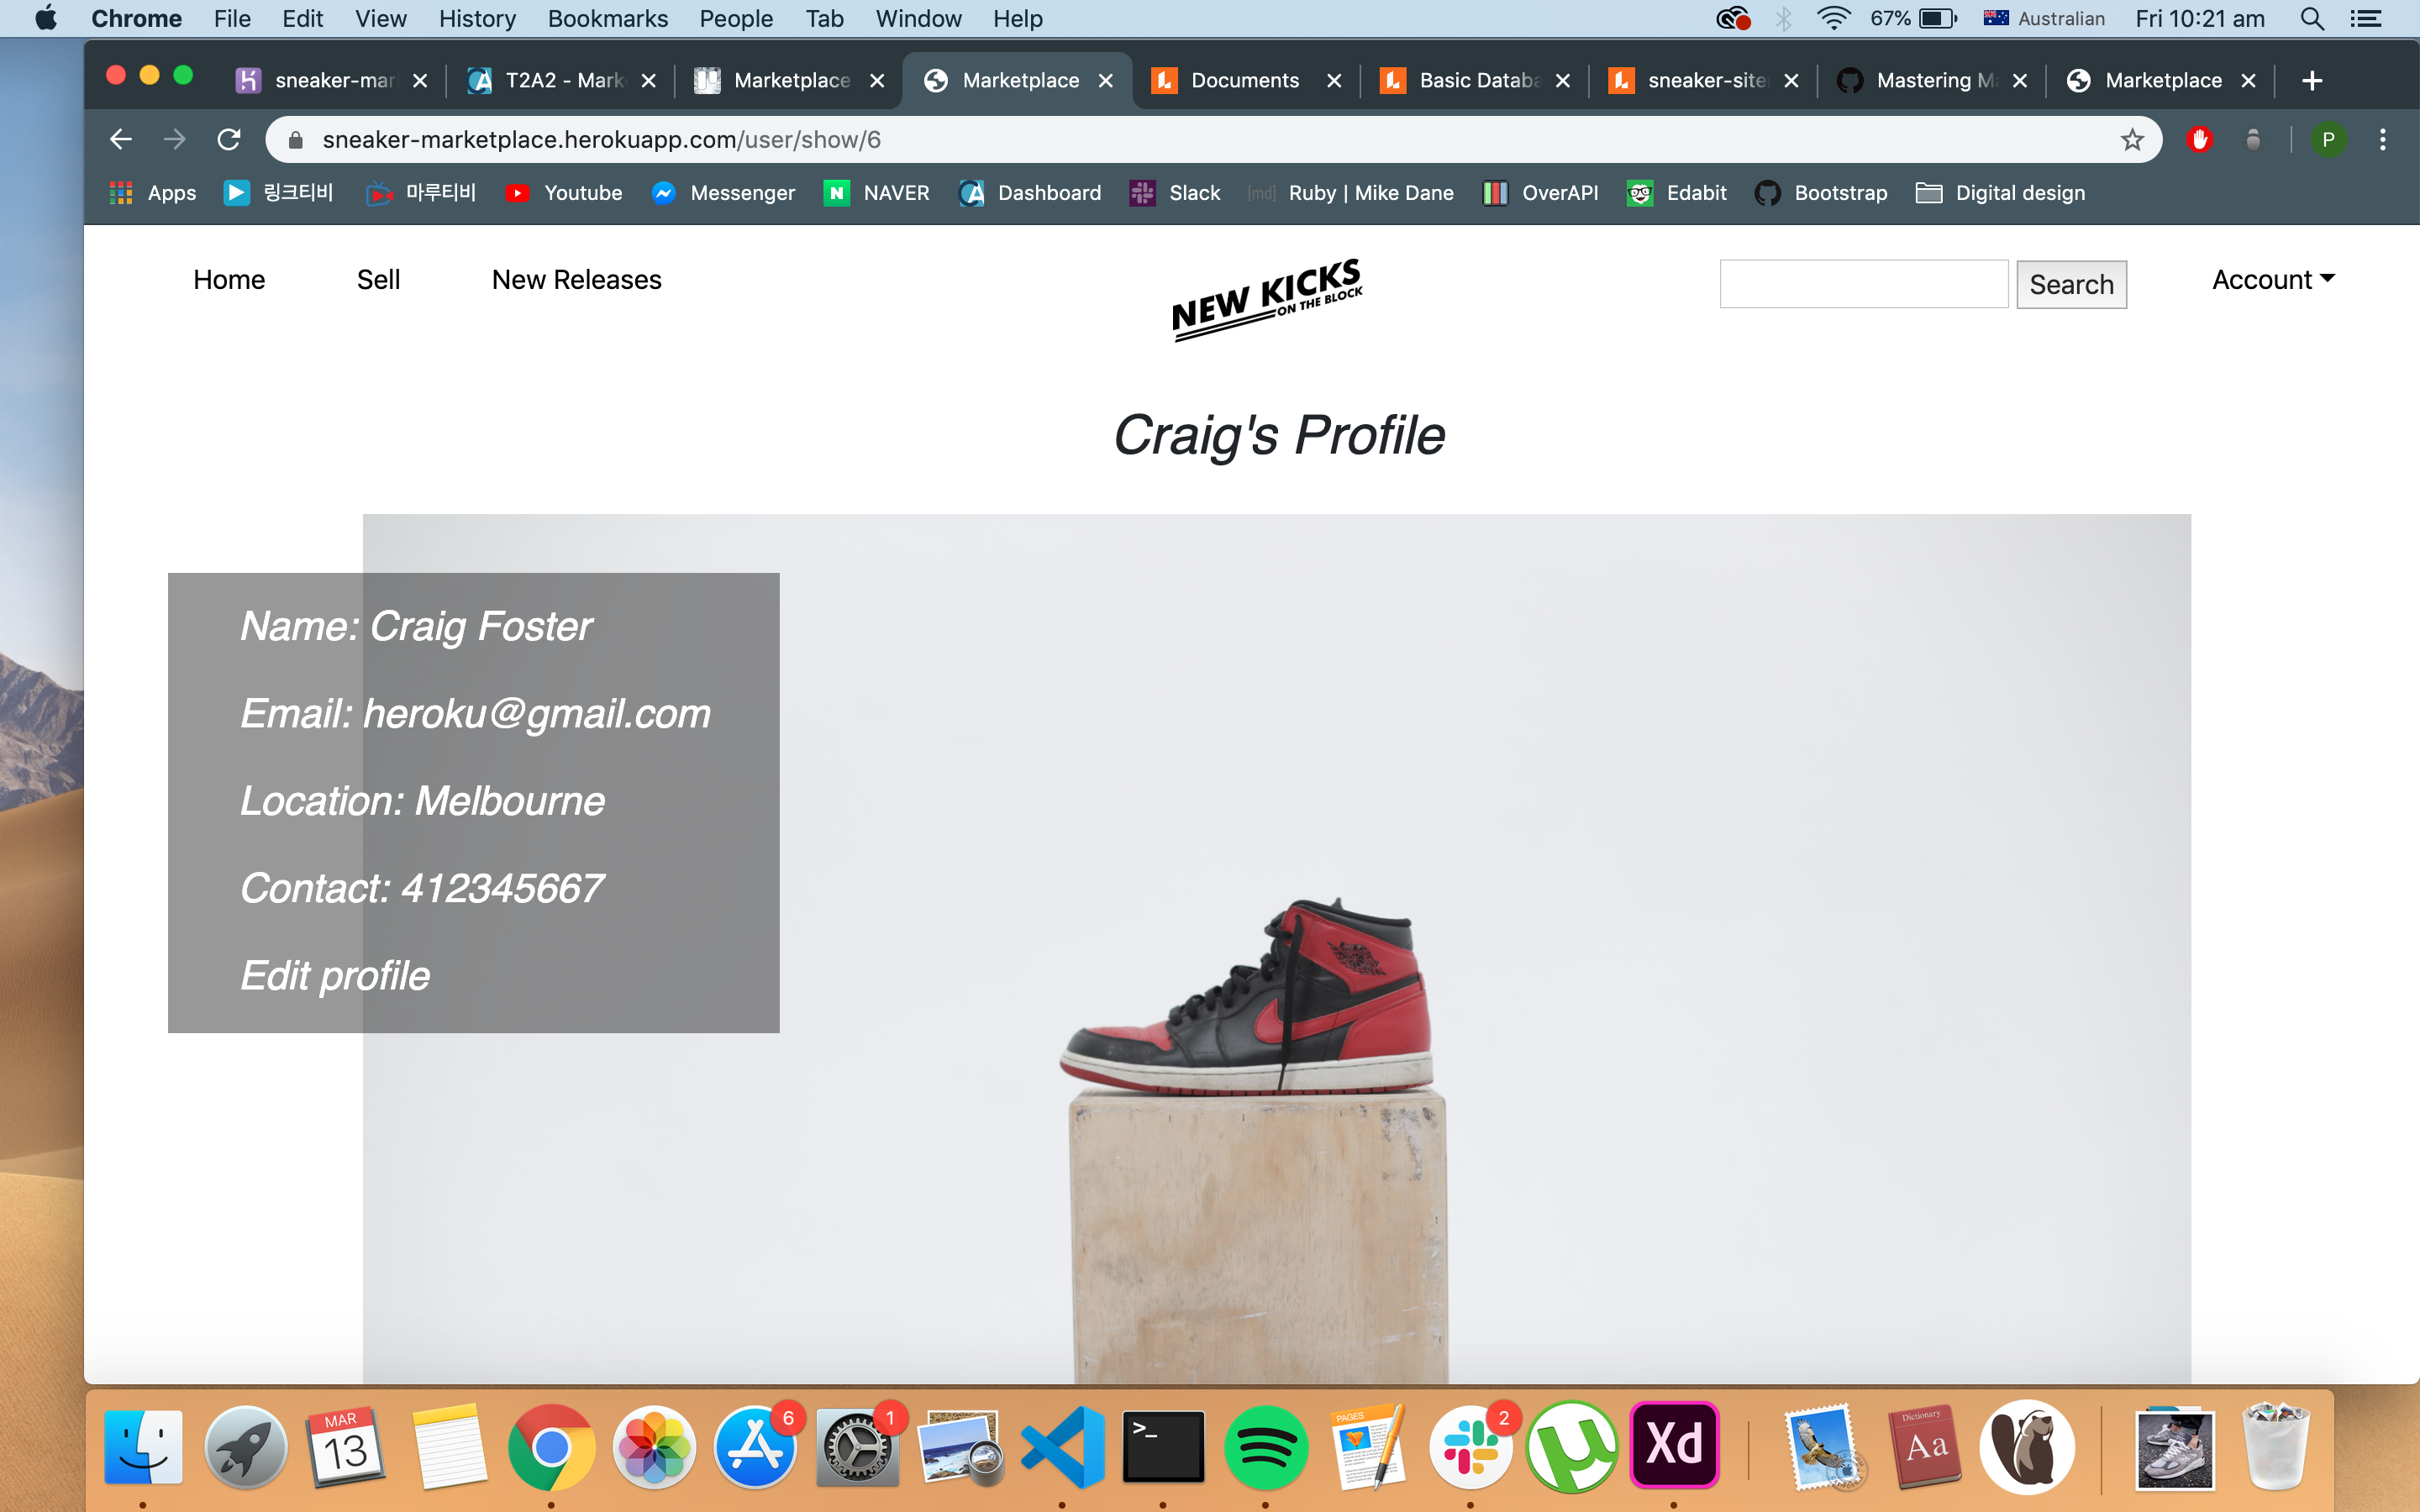 Chrome File Edit View History Bookmarks People Tab Window Help 67% Australian Fri 10:21 am
sneaker-mar T2A2 - Mark Marketplace Marketplace Documents Basic Databa sneaker-site Mastering Ma Marketplace
sneaker-marketplace.herokuapp.com/user/show/6 P
Apps 링크티비 마루티비 Youtube Messenger NAVER Dashboard Slack [md] Ruby | Mike Dane OverAPI Edabit Bootstrap Digital design
Home Sell New Releases
NEW KICKS
ON THE BLOCK
Search Account
Craig's Profile
Name: Craig Foster
Email: heroku@gmail.com
Location: Melbourne
Contact: 412345667
Edit profile
MAR
13
6
1
>_
PAGES
2
Xd
Dictionary
Aa